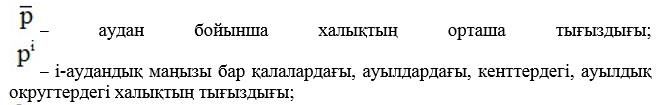 p̅ – аудан бойынша халықтың орташа тығыздығы;
pⁱ – i-аудандық маңызы бар қалалардағы, ауылдардағы, кенттердегі, ауылдық
округтердегі халықтың тығыздығы;